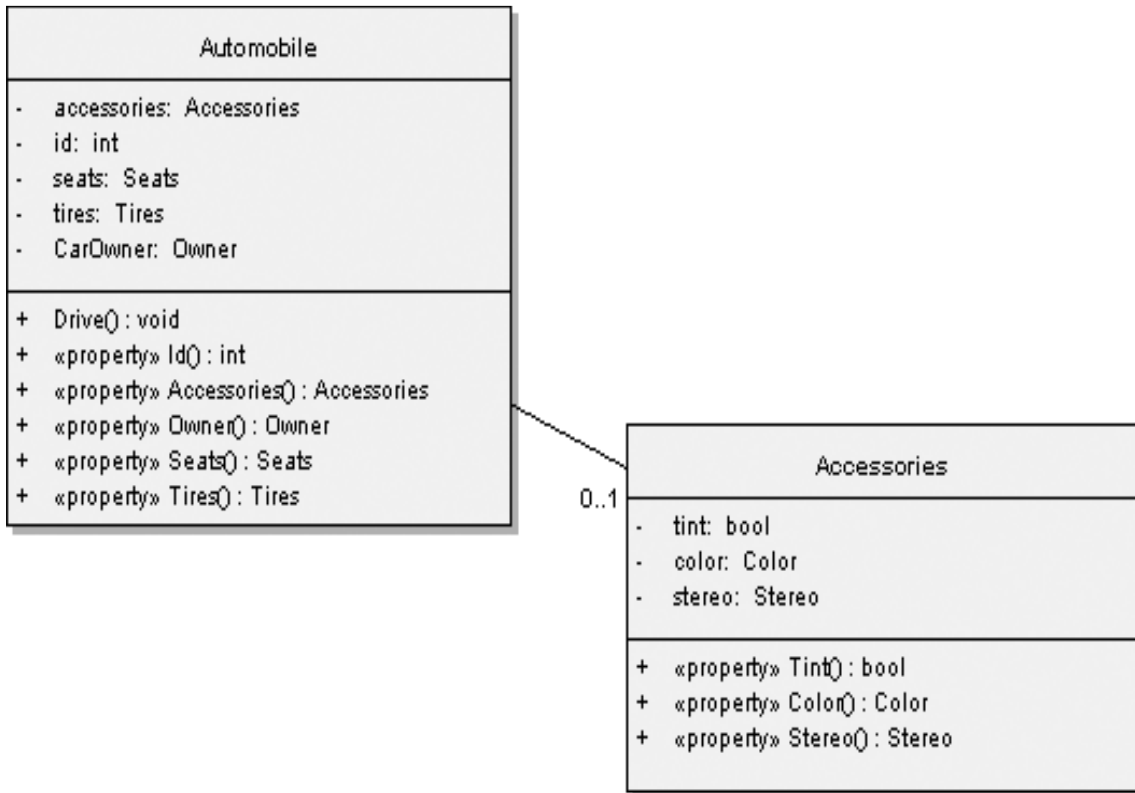 Automobile
- accessories: Accessories
- id: int
- seats: Seats
- tires: Tires
- CarOwner: Owner
+ Drive() : void
+ «property» Id() : int
+ «property» Accessories() : Accessories
+ «property» Owner() : Owner
+ «property» Seats() : Seats
+ «property» Tires() : Tires
0..1
Accessories
- tint: bool
- color: Color
- stereo: Stereo
+ «property» Tint() : bool
+ «property» Color() : Color
+ «property» Stereo() : Stereo